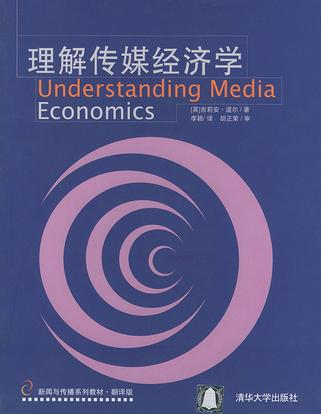 理解传媒经济学
Understanding Media
Economics
[英]吉莉安·道尔/著
李颖/译 胡正荣/审
新闻与传播系列教材·翻译版
清华大学出版社